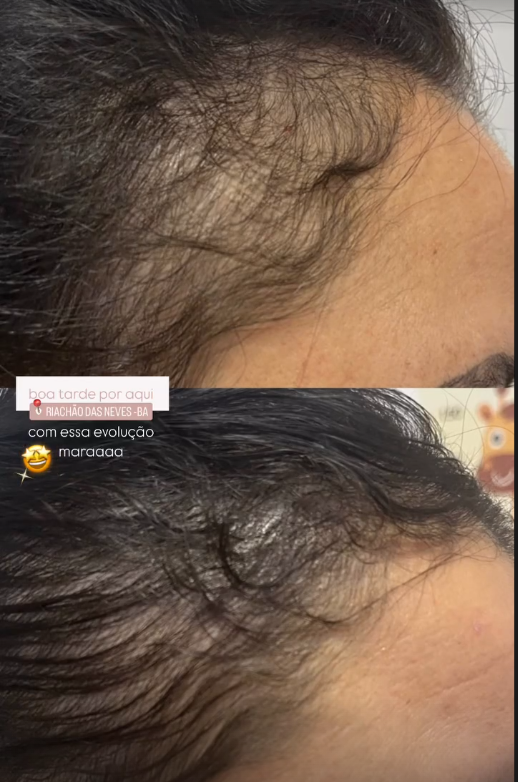 boa tarde por aqui
RIACHÃO DAS NEVES-BA
com essa evolução
maraaaa